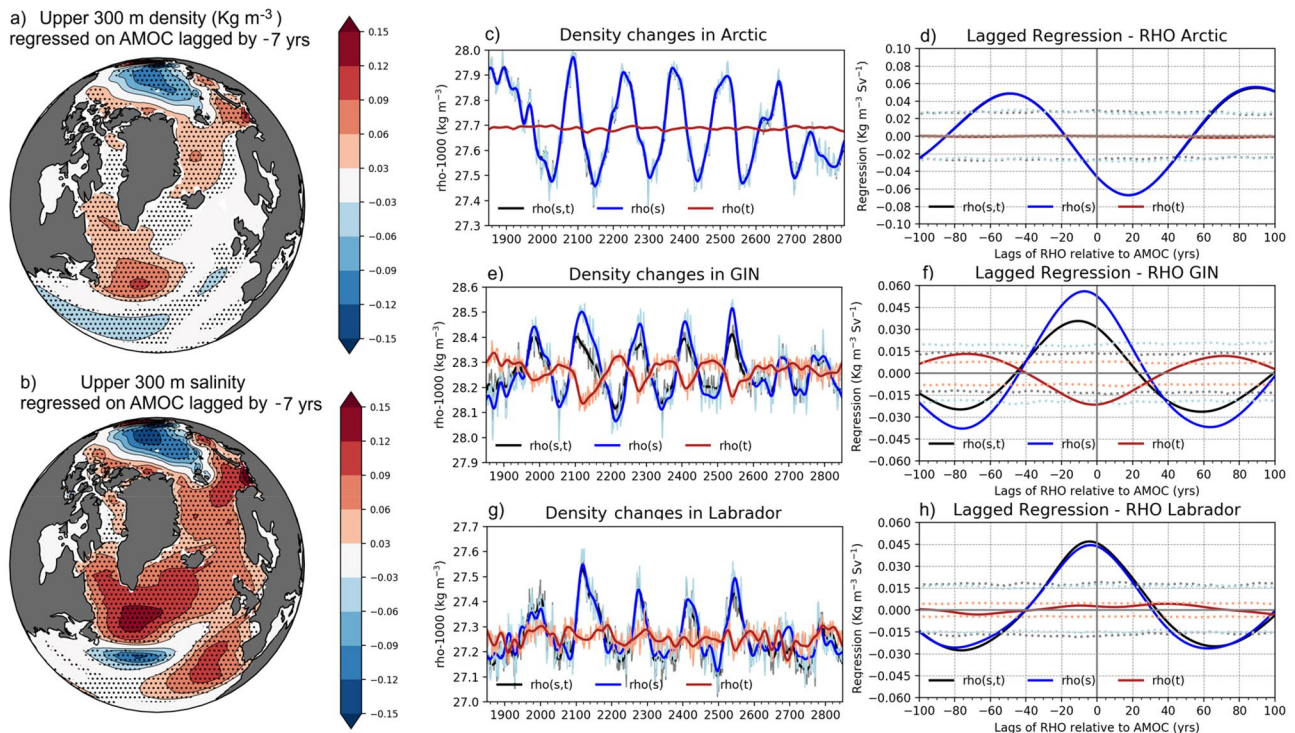 a) Upper 300 m density (Kg m⁻³)
regressed on AMOC lagged by -7 yrs
0.15
0.12
0.09
0.06
0.03
−0.03
−0.06
−0.09
−0.12
−0.15
b) Upper 300 m salinity
regressed on AMOC lagged by -7 yrs
0.15
0.12
0.09
0.06
0.03
−0.03
−0.06
−0.09
−0.12
−0.15
c) Density changes in Arctic
rho-1000 (kg m⁻³)
28.0
27.9
27.8
27.7
27.6
27.5
27.4
27.3
rho(s,t) rho(s) rho(t)
1900 2000 2100 2200 2300 2400 2500 2600 2700 2800
d) Lagged Regression - RHO Arctic
Regression (Kg m⁻³ Sv⁻¹)
0.10
0.08
0.06
0.04
0.02
0.00
−0.02
−0.04
−0.06
−0.08
0.10
rho(s,t) rho(s) rho(t)
−100 −80 −60 −40 −20 0 20 40 60 80 100
Lags of RHO relative to AMOC (yrs)
e) Density changes in GIN
rho-1000 (kg m⁻³)
28.6
28.5
28.4
28.3
28.2
28.1
28.0
27.9
rho(s,t) rho(s) rho(t)
1900 2000 2100 2200 2300 2400 2500 2600 2700 2800
f) Lagged Regression - RHO GIN
Regression (Kg m⁻³ Sv⁻¹)
0.060
0.045
0.030
0.015
0.000
−0.015
−0.030
−0.045
−0.060
rho(s,t) rho(s) rho(t)
−100 −80 −60 −40 −20 0 20 40 60 80 100
Lags of RHO relative to AMOC (yrs)
g) Density changes in Labrador
rho-1000 (kg m⁻³)
27.7
27.6
27.5
27.4
27.3
27.2
27.1
27.0
rho(s,t) rho(s) rho(t)
1900 2000 2100 2200 2300 2400 2500 2600 2700 2800
h) Lagged Regression - RHO Labrador
Regression (Kg m⁻³ Sv⁻¹)
0.060
0.045
0.030
0.015
0.000
−0.015
−0.030
−0.045
−0.060
rho(s,t) rho(s) rho(t)
−100 −80 −60 −40 −20 0 20 40 60 80 100
Lags of RHO relative to AMOC (yrs)